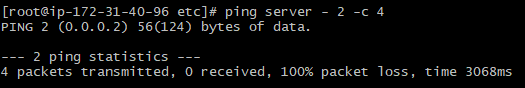 [root@ip-172-31-40-96 etc]# ping server - 2 -c 4
PING 2 (0.0.0.2) 56(124) bytes of data.
--- 2 ping statistics ---
4 packets transmitted, 0 received, 100% packet loss, time 3068ms